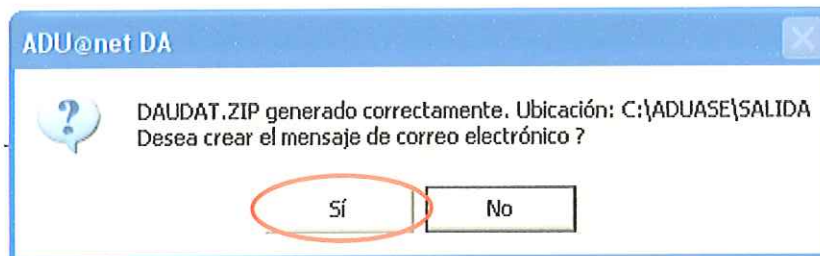 ADU@net DA
DAUDAT.ZIP generado correctamente. Ubicación: C:\ADUASE\SALIDA
Desea crear el mensaje de correo electrónico ?
Sí
No